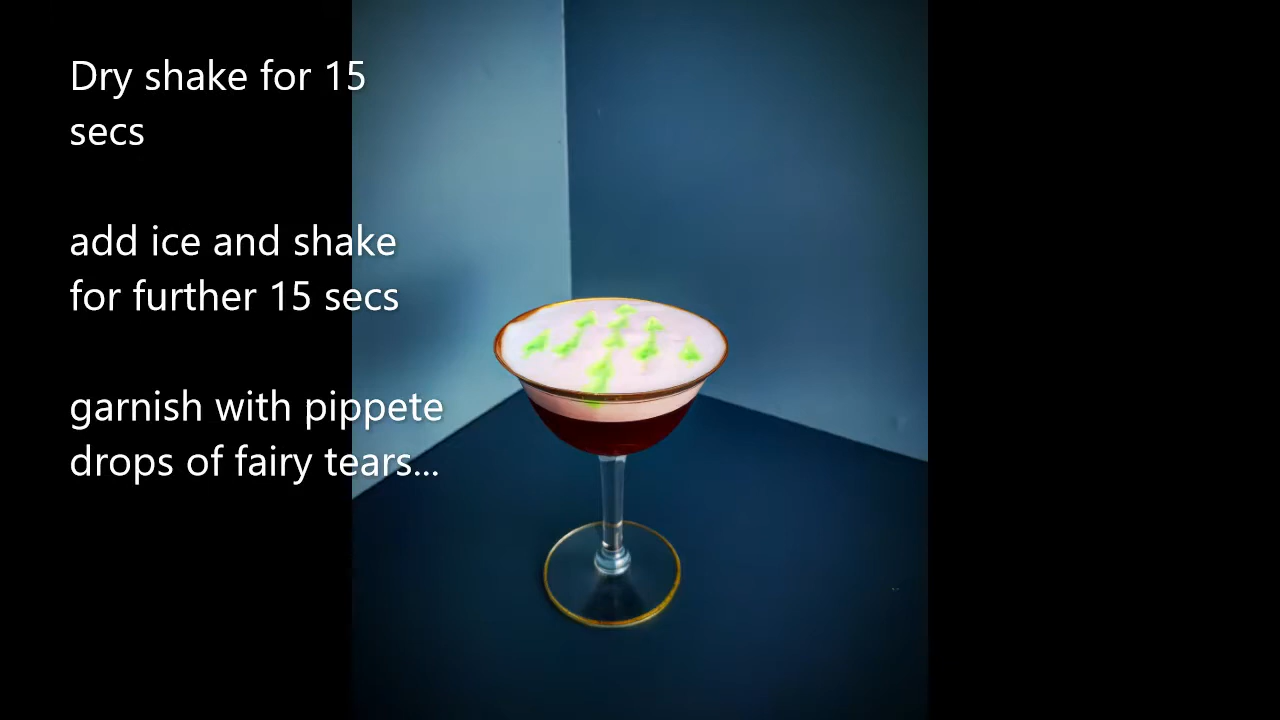 Dry shake for 15
secs
add ice and shake
for further 15 secs
garnish with pippete
drops of fairy tears...